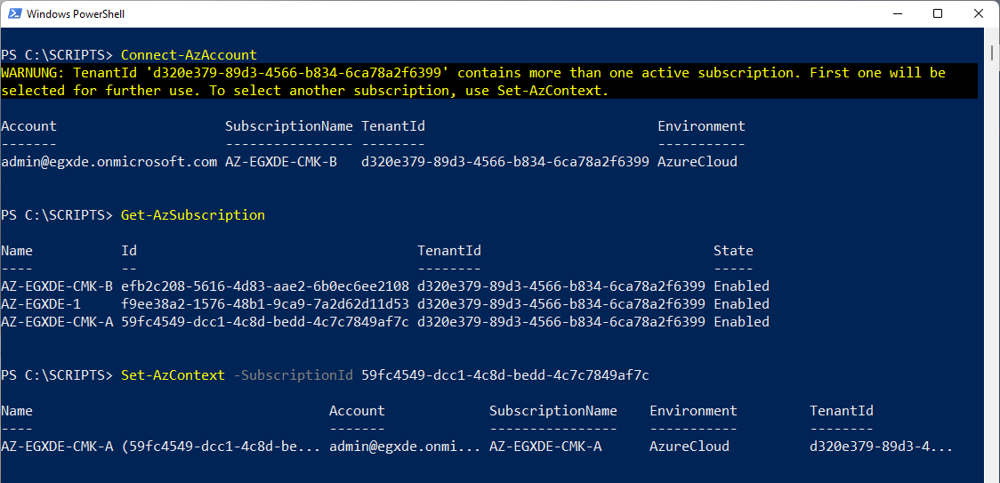 Windows PowerShell
PS C:\SCRIPTS> Connect-AzAccount
WARNUNG: TenantId 'd320e379-89d3-4566-b834-6ca78a2f6399' contains more than one active subscription. First one will be
selected for further use. To select another subscription, use Set-AzContext.
Account SubscriptionName TenantId Environment
------- ---------------- -------- -----------
admin@egxde.onmicrosoft.com AZ-EGXDE-CMK-B d320e379-89d3-4566-b834-6ca78a2f6399 AzureCloud
PS C:\SCRIPTS> Get-AzSubscription
Name Id TenantId State
---- -- -------- -----
AZ-EGXDE-CMK-B efb2c208-5616-4d83-aae2-6b0ec6ee2108 d320e379-89d3-4566-b834-6ca78a2f6399 Enabled
AZ-EGXDE-1 f9ee38a2-1576-48b1-9ca9-7a2d62d11d53 d320e379-89d3-4566-b834-6ca78a2f6399 Enabled
AZ-EGXDE-CMK-A 59fc4549-dcc1-4c8d-bedd-4c7c7849af7c d320e379-89d3-4566-b834-6ca78a2f6399 Enabled
PS C:\SCRIPTS> Set-AzContext -SubscriptionId 59fc4549-dcc1-4c8d-bedd-4c7c7849af7c
Name Account SubscriptionName Environment TenantId
---- ------- ---------------- ----------- --------
AZ-EGXDE-CMK-A (59fc4549-dcc1-4c8d-be... admin@egxde.onmi... AZ-EGXDE-CMK-A AzureCloud d320e379-89d3-4...